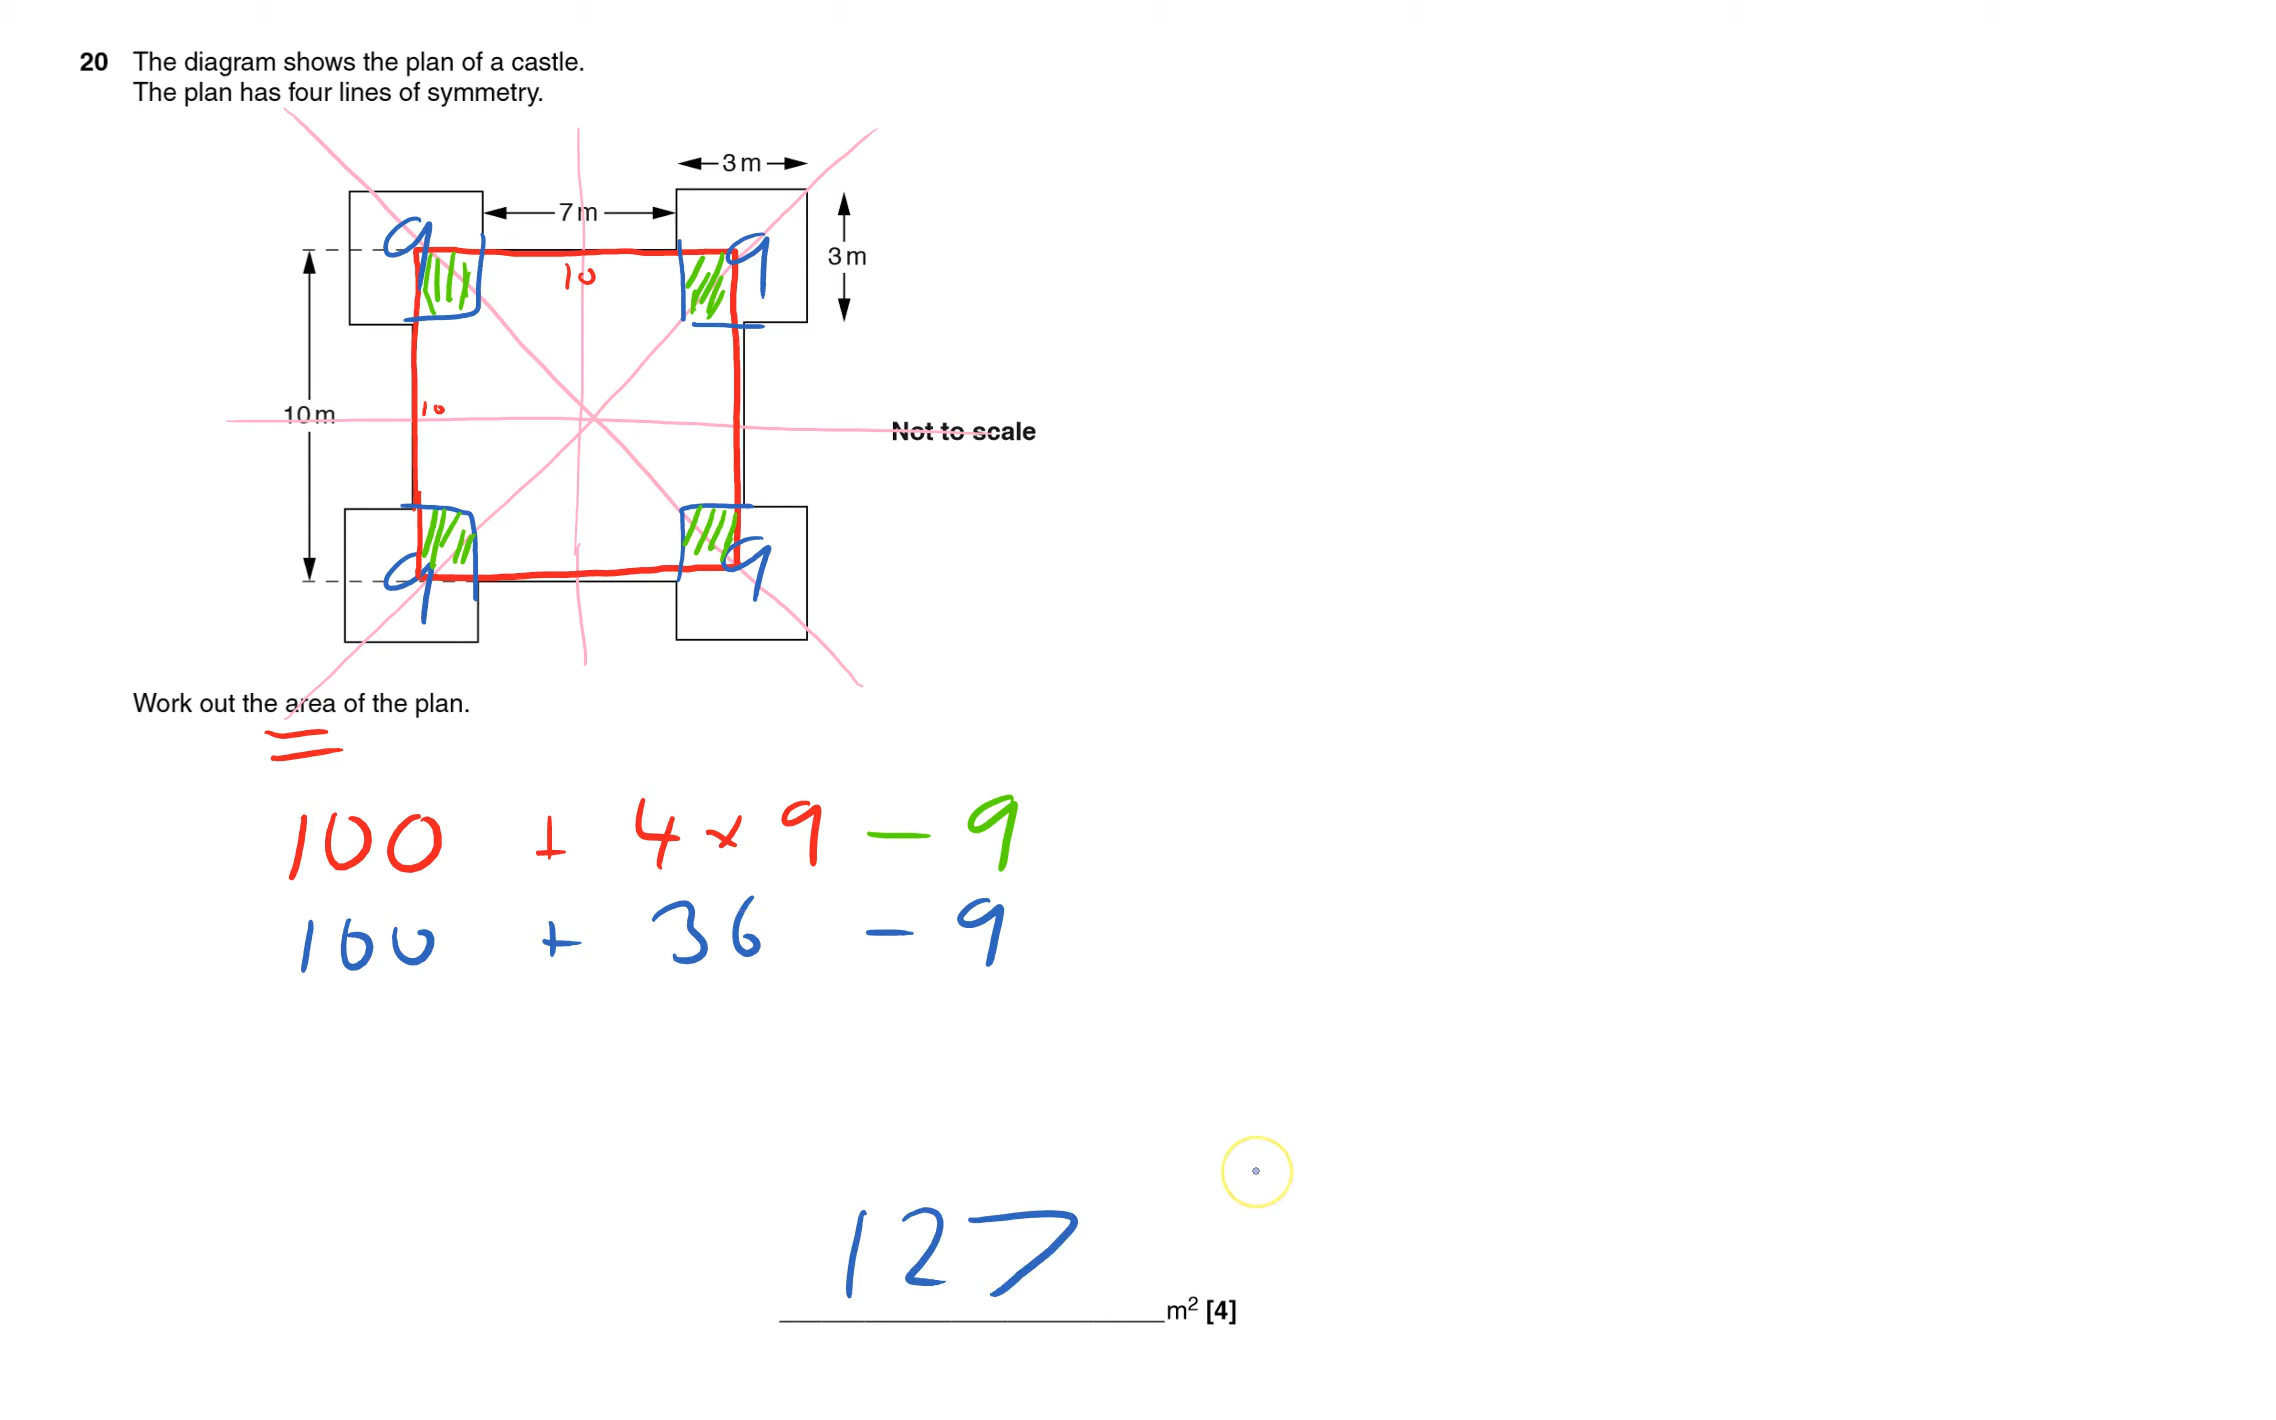 20 The diagram shows the plan of a castle.
The plan has four lines of symmetry.
3 m
7 m
3 m
9
9
10
10 m
10
Not to scale
9
9
Work out the area of the plan.
100 + 4 × 9 − 9
100 + 36 − 9
127
m² [4]